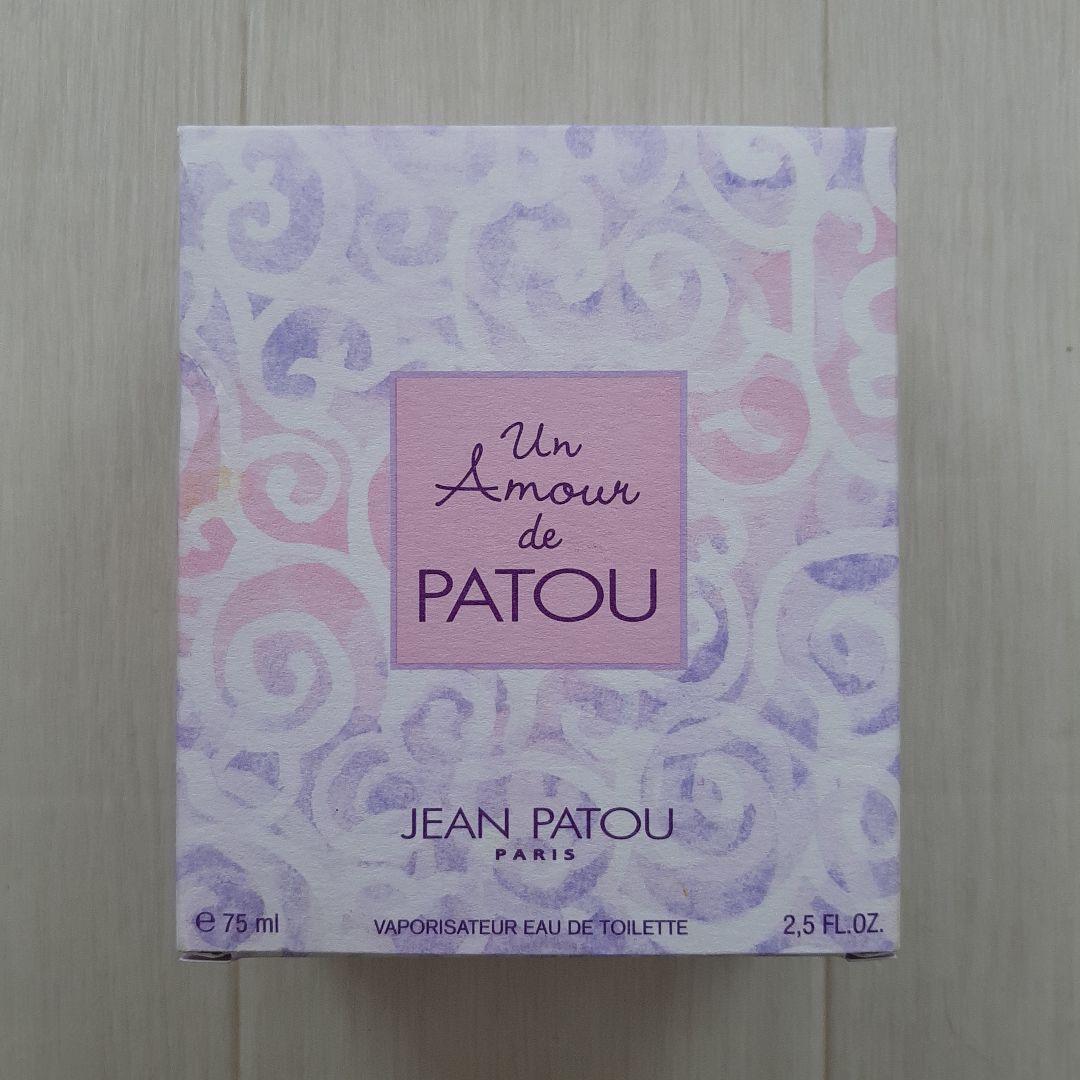 Un
Amour
de
PATOU
JEAN PATOU
PARIS
℮ 75 ml VAPORISATEUR EAU DE TOILETTE 2,5 FL.OZ.